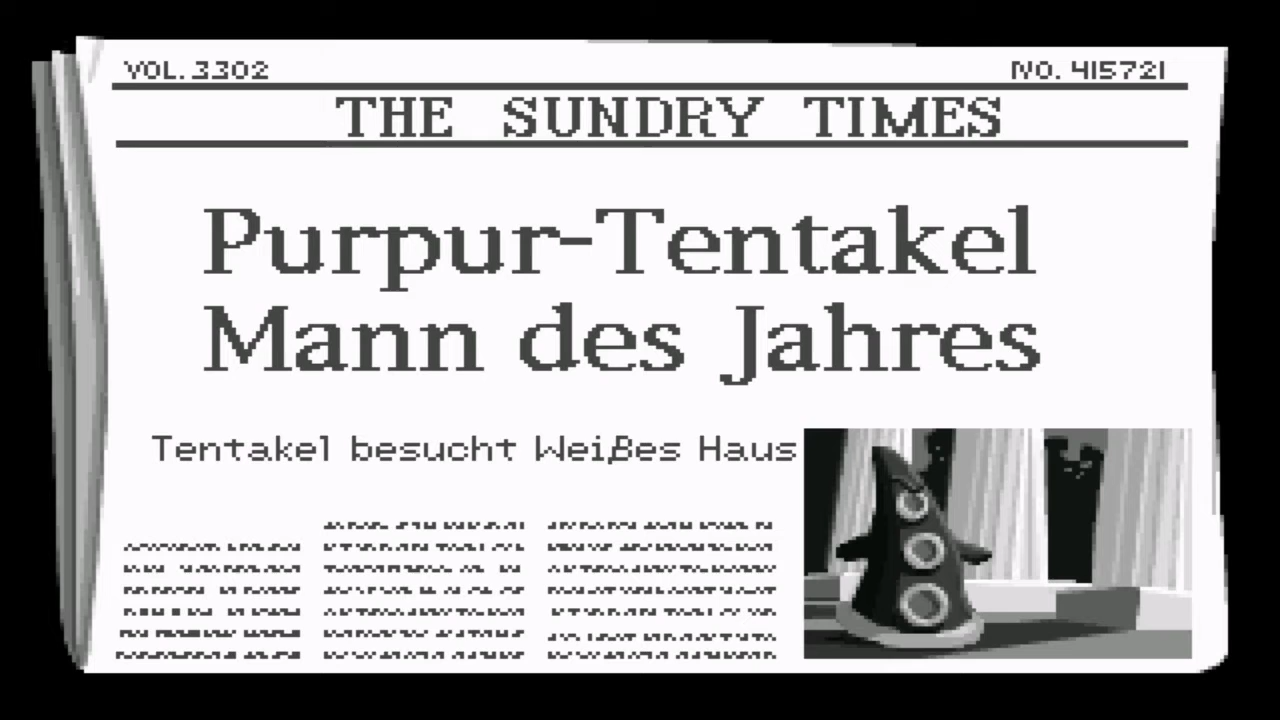 VOL. 3302 NO. 415721
THE SUNDRY TIMES
Purpur-Tentakel
Mann des Jahres
Tentakel besucht Weißes Haus